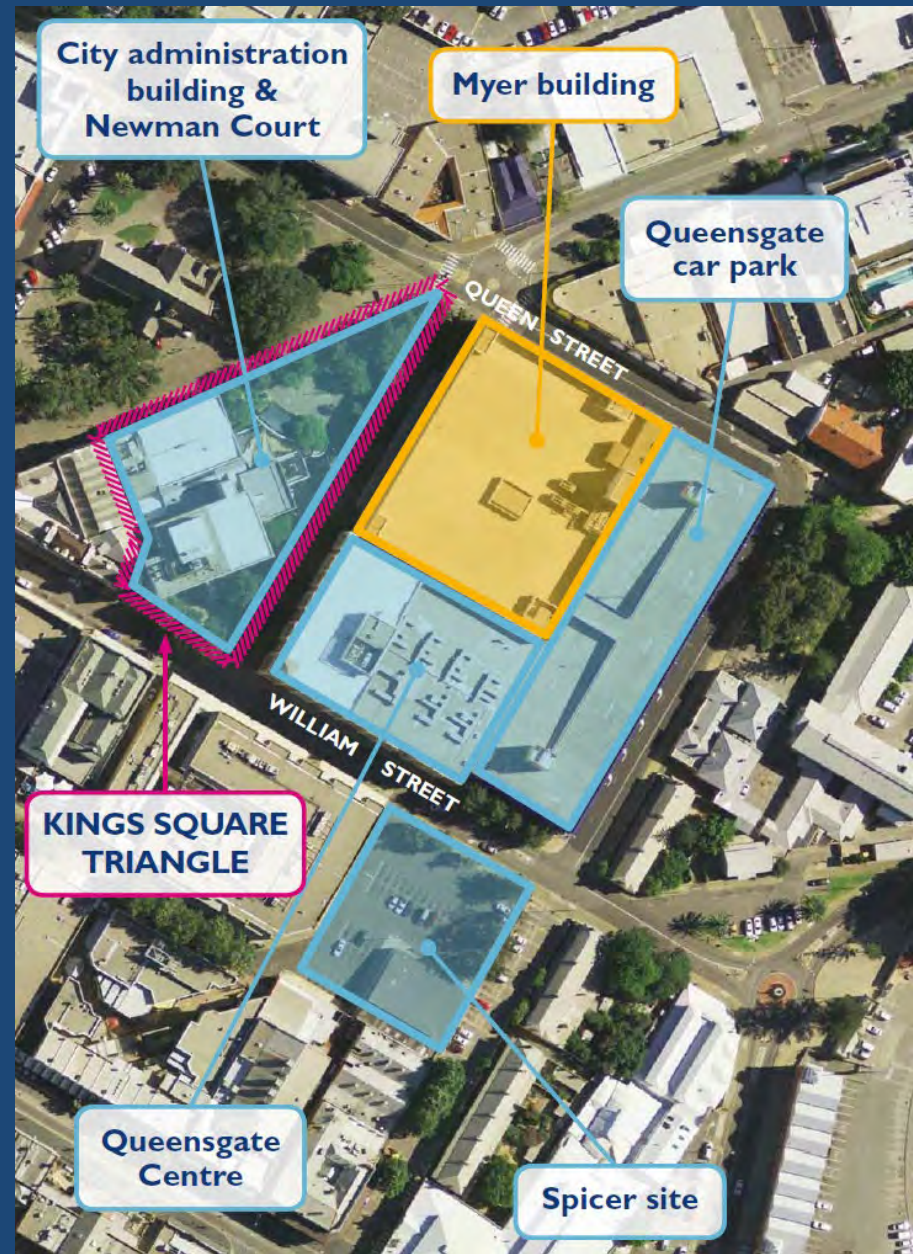 City administration
building &
Newman Court
Myer building
Queensgate
car park
QUEEN STREET
WILLIAM STREET
KINGS SQUARE
TRIANGLE
Queensgate
Centre
Spicer site